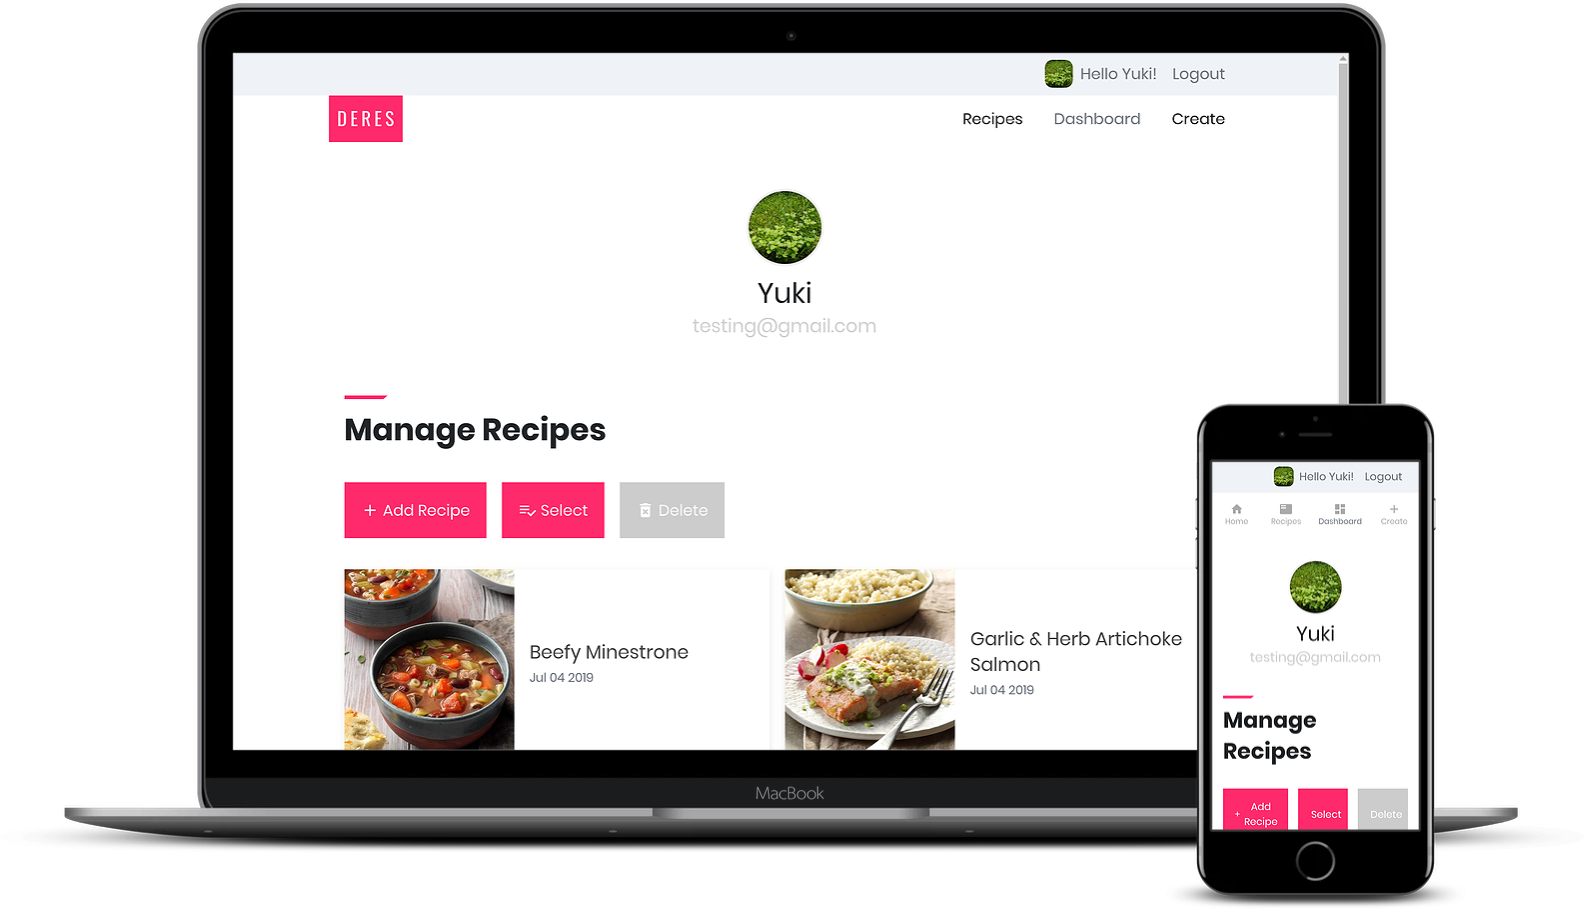 Hello Yuki! Logout
DERES
Recipes Dashboard Create
Yuki
testing@gmail.com
Manage Recipes
+ Add Recipe Select Delete
Beefy Minestrone
Jul 04 2019
Garlic & Herb Artichoke
Salmon
Jul 04 2019
MacBook
Hello Yuki! Logout
Home Recipes Dashboard Create
Yuki
testing@gmail.com
Manage
Recipes
+ Add
Recipe
Select
Delete